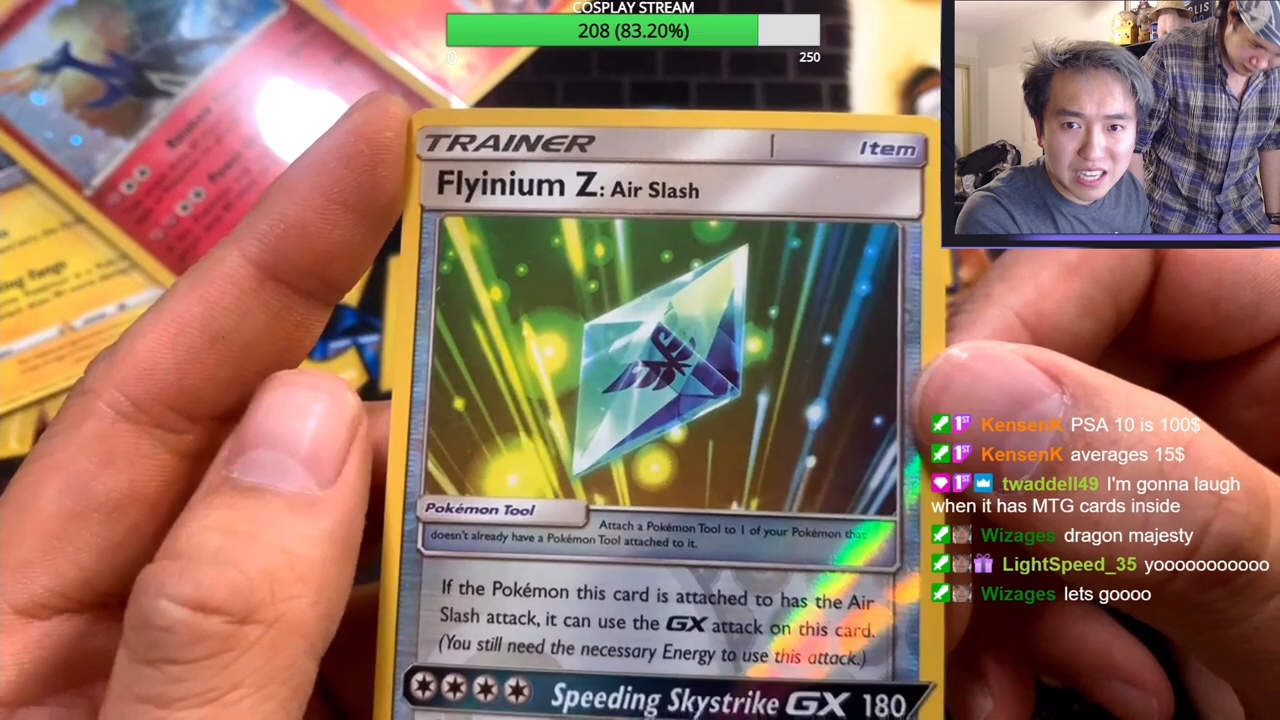 COSPLAY STREAM
208 (83.20%)
0 250
TRAINER Item
Flyinium Z: Air Slash
Pokémon Tool
Attach a Pokémon Tool to 1 of your Pokémon that
doesn't already have a Pokémon Tool attached to it.
If the Pokémon this card is attached to has the Air
Slash attack, it can use the GX attack on this card.
(You still need the necessary Energy to use this attack.)
Speeding Skystrike GX 180
KensenK PSA 10 is 100$
KensenK averages 15$
twaddell49 I'm gonna laugh
when it has MTG cards inside
Wizages dragon majesty
LightSpeed_35 yooooooooooo
Wizages lets goooo